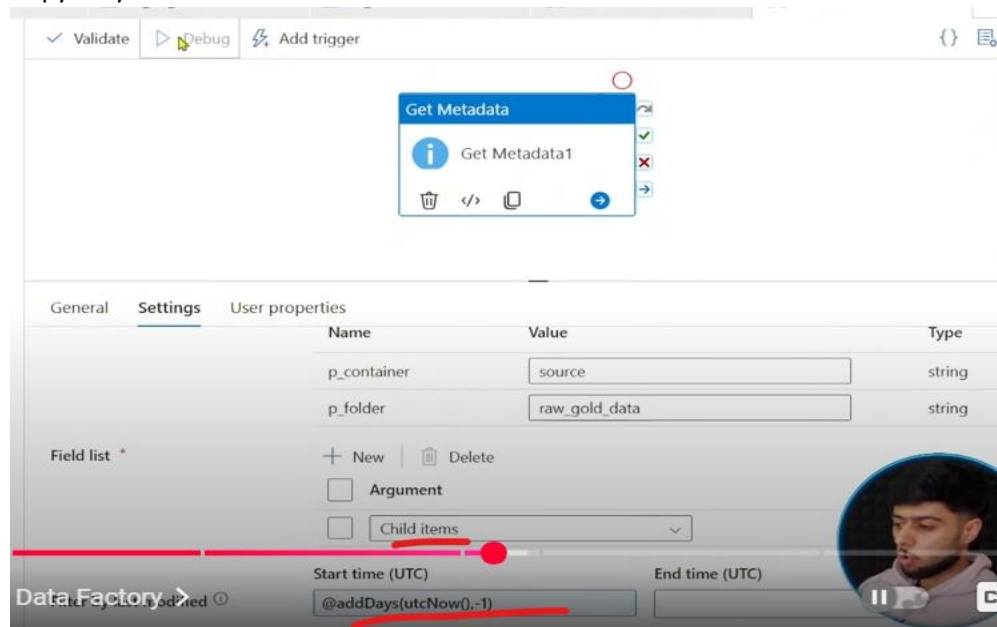 Validate Debug Add trigger {}
Get Metadata
Get Metadata1
</>
General Settings User properties
Name Value Type
p_container source string
p_folder raw_gold_data string
Field list * + New Delete
Argument
Child items
Start time (UTC) End time (UTC)
Data Factory > modified
@addDays(utcNow(),-1)